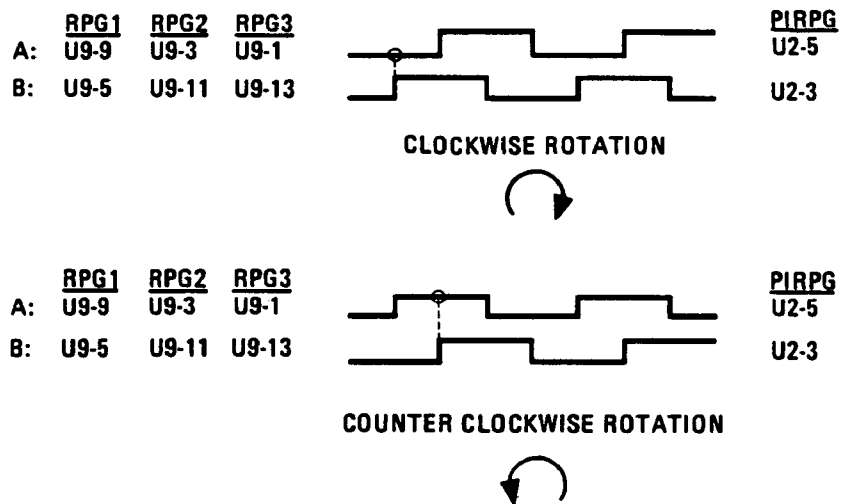 RPG1 RPG2 RPG3 PIRPG
A: U9-9 U9-3 U9-1 U2-5
B: U9-5 U9-11 U9-13 U2-3
CLOCKWISE ROTATION
RPG1 RPG2 RPG3 PIRPG
A: U9-9 U9-3 U9-1 U2-5
B: U9-5 U9-11 U9-13 U2-3
COUNTER CLOCKWISE ROTATION